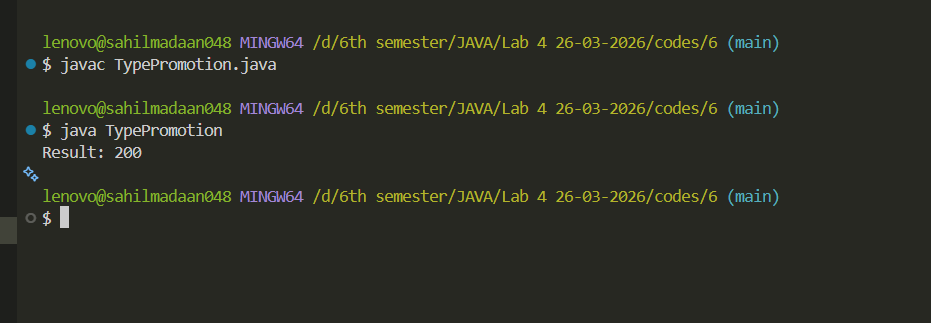 lenovo@sahilmadaan048 MINGW64 /d/6th semester/JAVA/Lab 4 26-03-2026/codes/6 (main)
$ javac TypePromotion.java
lenovo@sahilmadaan048 MINGW64 /d/6th semester/JAVA/Lab 4 26-03-2026/codes/6 (main)
$ java TypePromotion
Result: 200
lenovo@sahilmadaan048 MINGW64 /d/6th semester/JAVA/Lab 4 26-03-2026/codes/6 (main)
$